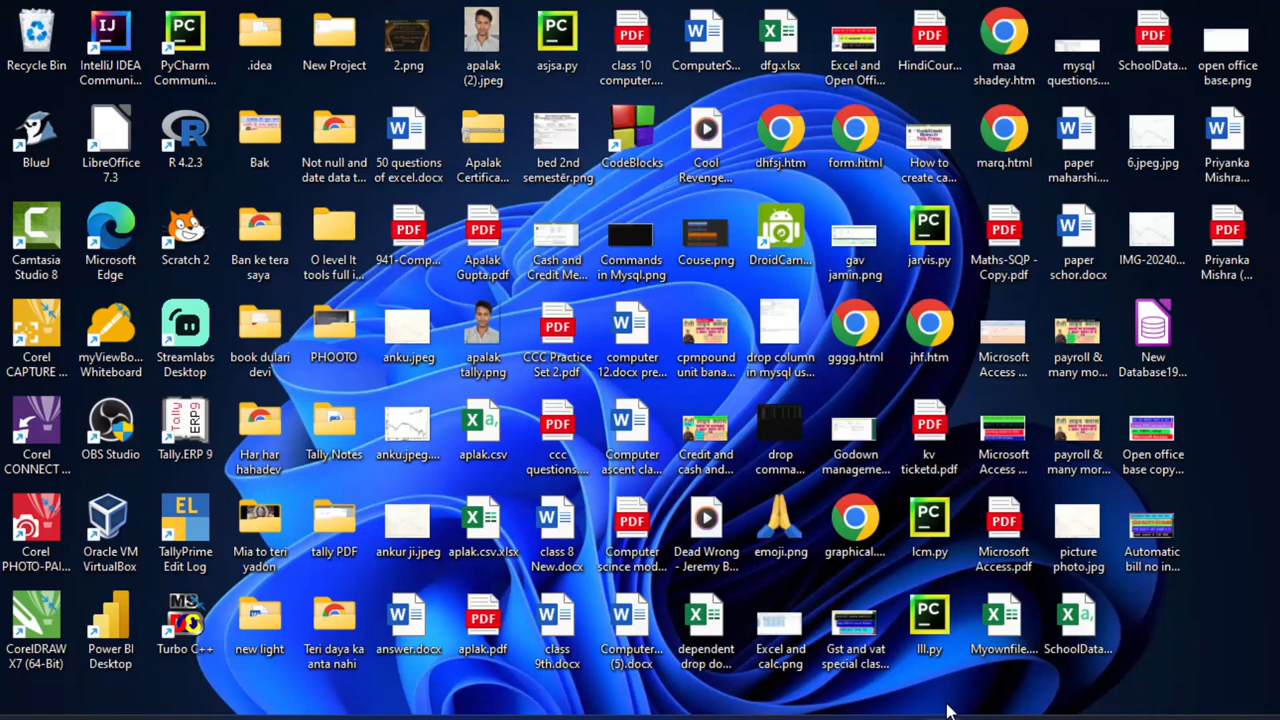 Recycle Bin
IntelliJ IDEA
Communi...
PyCharm
Communi...
.idea
New Project
2.png
apalak
(2).jpeg
asjsa.py
class 10
computer....
ComputerS...
dfg.xlsx
Excel and
Open Offi...
HindiCour...
maa
shadey.htm
mysql
questions....
SchoolData...
open office
base.png
BlueJ
LibreOffice
7.3
R 4.2.3
Bak
Not null and
date data t...
50 questions
of excel.docx
Apalak
Certifica...
bed 2nd
semester.png
CodeBlocks
Cool
Revenge...
dhfsj.htm
form.html
How to
create ca...
marq.html
paper
maharshi....
6.jpeg.jpg
Priyanka
Mishra...
Camtasia
Studio 8
Microsoft
Edge
Scratch 2
Ban ke tera
saya
O level It
tools full i...
941-Comp...
Apalak
Gupta.pdf
Cash and
Credit Me...
Commands
in Mysql.png
Couse.png
DroidCam...
gav
jamin.png
jarvis.py
Maths-SQP -
Copy.pdf
paper
schor.docx
IMG-20240...
Priyanka
Mishra (...
Corel
CAPTURE ...
myViewBo...
Whiteboard
Streamlabs
Desktop
book dulari
devi
PHOOTO
anku.jpeg
apalak
tally.png
CCC Practice
Set 2.pdf
computer
12.docx pre...
cpmpound
unit bana...
drop column
in mysql us...
gggg.html
jhf.htm
Microsoft
Access ...
payroll &
many mo...
New
Database19...
Corel
CONNECT ...
OBS Studio
Tally.ERP 9
Har har
hahadev
Tally Notes
anku.jpeg....
aplak.csv
ccc
questions....
Computer
ascent cla...
Credit and
cash and...
drop
comma...
Godown
manageme...
kv
ticketd.pdf
Microsoft
Access ...
payroll &
many mor...
Open office
base copy...
Corel
PHOTO-PAI...
Oracle VM
VirtualBox
TallyPrime
Edit Log
Mia to teri
yadon
tally PDF
ankur ji.jpeg
aplak.csv.xlsx
class 8
New.docx
Computer
scince mod...
Dead Wrong
- Jeremy B...
emoji.png
graphical....
lcm.py
Microsoft
Access.pdf
picture
photo.jpg
Automatic
bill no in...
CorelDRAW
X7 (64-Bit)
Power BI
Desktop
Turbo C++
new light
Teri daya ka
anta nahi
answer.docx
aplak.pdf
class
9th.docx
Computer...
(5).docx
dependent
drop do...
Excel and
calc.png
Gst and vat
special clas...
lll.py
Myownfile....
SchoolData...